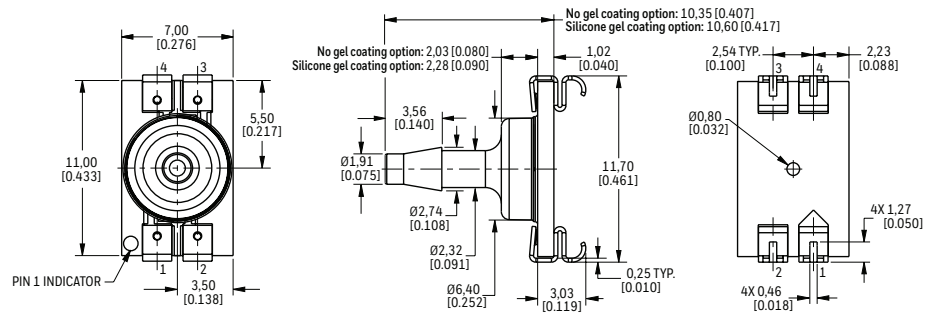 7,00
[0.276]
4
3
5,50
[0.217]
11,00
[0.433]
PIN 1 INDICATOR
1
2
3,50
[0.138]
No gel coating option: 10,35 [0.407]
Silicone gel coating option: 10,60 [0.417]
No gel coating option: 2,03 [0.080]
Silicone gel coating option: 2,28 [0.090]
1,02
[0.040]
3,56
[0.140]
Ø1,91
[0.075]
11,70
[0.461]
Ø2,74
[0.108]
Ø2,32
[0.091]
Ø6,40
[0.252]
0,25 TYP.
[0.010]
3,03
[0.119]
2,54 TYP.
[0.100]
2,23
[0.088]
3
4
Ø0,80
[0.032]
4X 1,27
[0.050]
2
1
4X 0,46
[0.018]